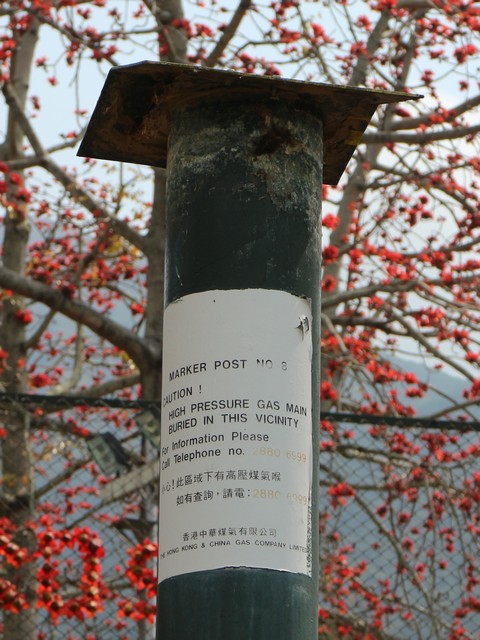 MARKER POST NO 8
CAUTION !
HIGH PRESSURE GAS MAIN
BURIED IN THIS VICINITY
For Information Please
Call Telephone no. 2880 6999
小心！此區域下有高壓煤氣喉
如有查詢，請電：2880 6999
香港中華煤氣有限公司
THE HONG KONG & CHINA GAS COMPANY LIMITED